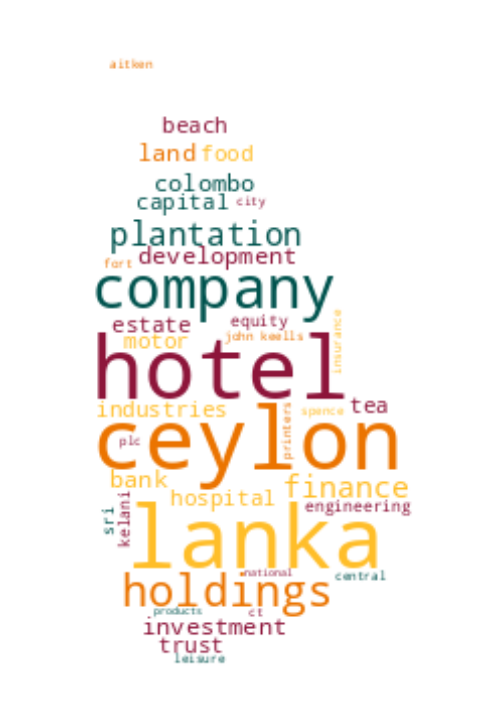 aitken
beach
land food
colombo
capital city
plantation
development
fort
company
estate equity
motor john keells
insurance
hotel
industries spence tea
printers
ceylon
plc
bank finance
hospital
engineering
sri
kelani
lanka
national central
holdings
products ct
investment
trust
leisure